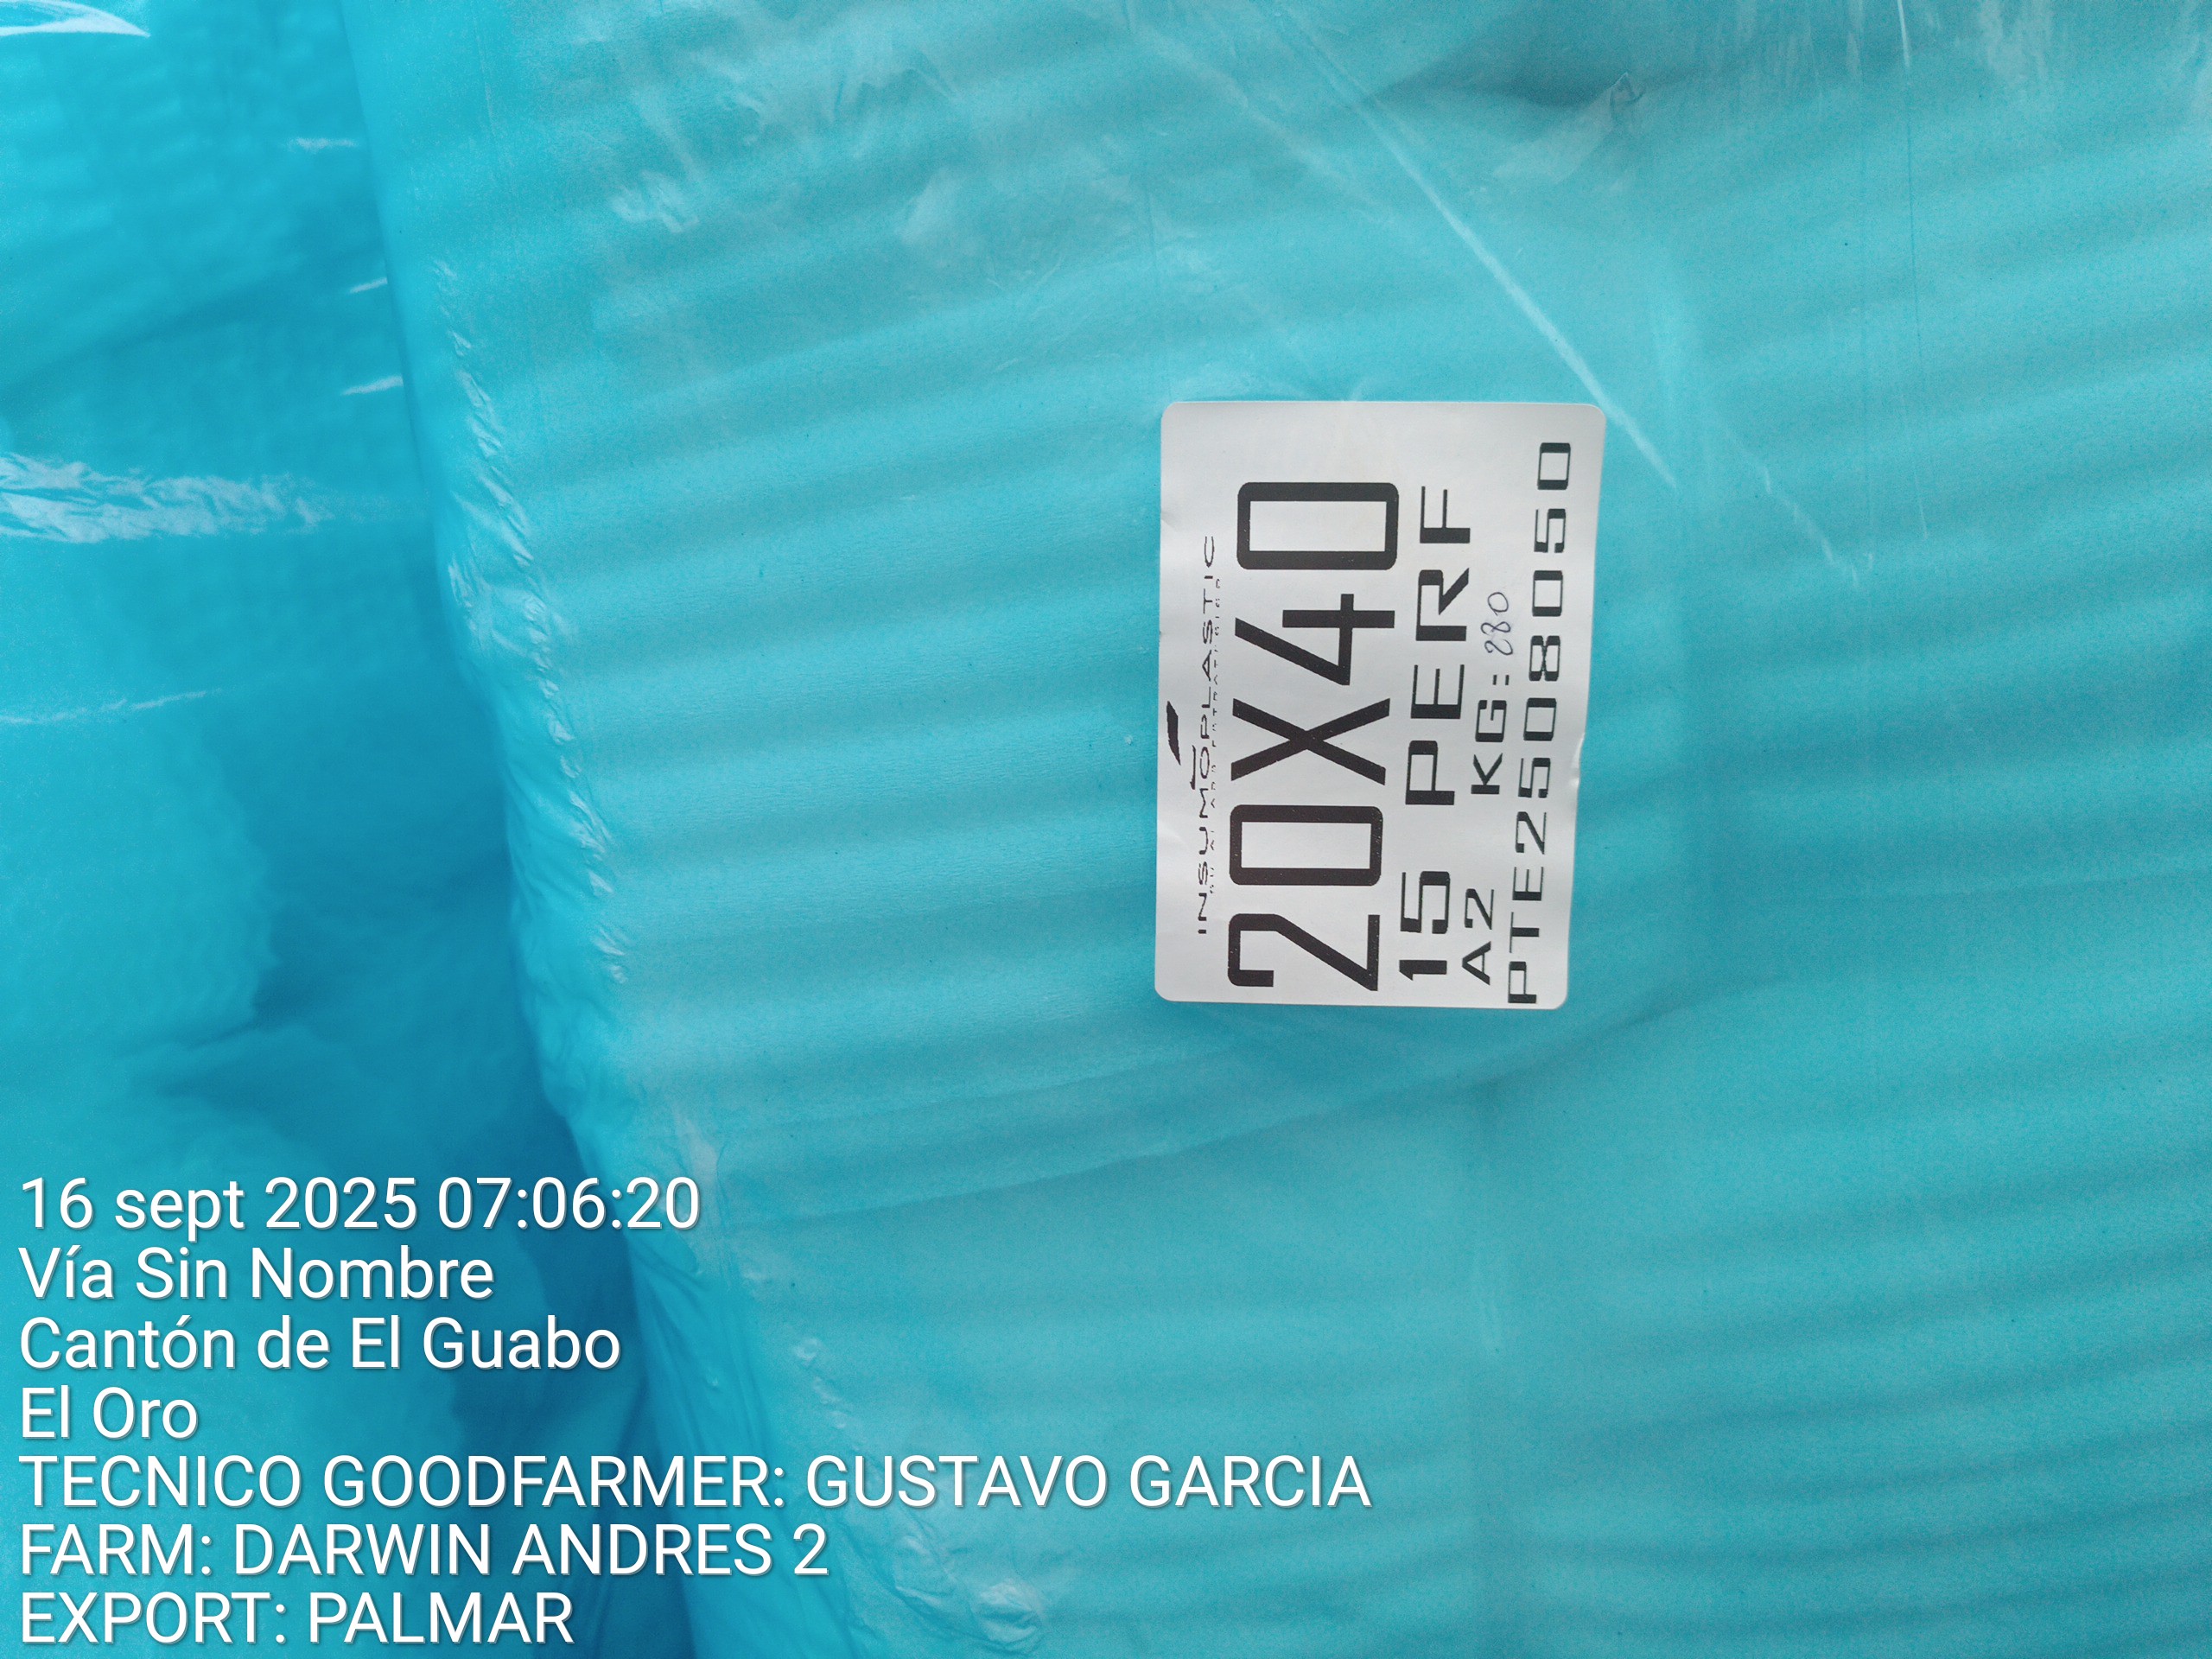 INSUMOPLASTIC
20X40
15 PERF
A2 KG: 280
PTE250808050
16 sept 2025 07:06:20
Vía Sin Nombre
Cantón de El Guabo
El Oro
TECNICO GOODFARMER: GUSTAVO GARCIA
FARM: DARWIN ANDRES 2
EXPORT: PALMAR